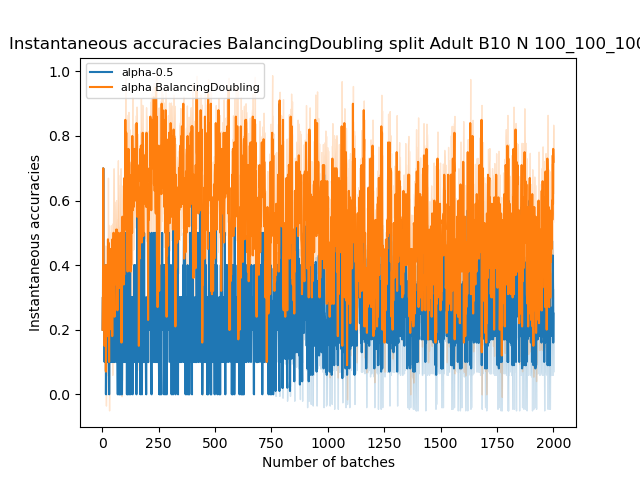 Instantaneous accuracies BalancingDoubling split Adult B10 N 100_100_100
alpha-0.5
alpha BalancingDoubling
1.0
0.8
0.6
0.4
0.2
0.0
Instantaneous accuracies
0 250 500 750 1000 1250 1500 1750 2000
Number of batches